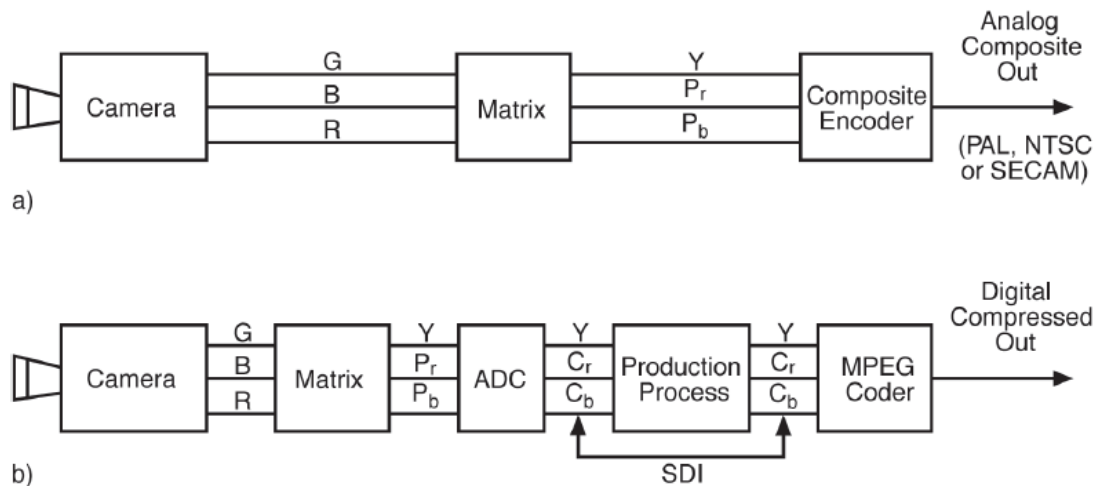 Analog
Composite
Out
G
Y
Camera
B
Matrix
Pr
Composite
Encoder
R
Pb
(PAL, NTSC
or SECAM)
a)
Digital
Compressed
Out
G
Y
Y
Y
Camera
B
Matrix
Pr
ADC
Cr
Production
Process
Cr
MPEG
Coder
R
Pb
Cb
Cb
SDI
b)